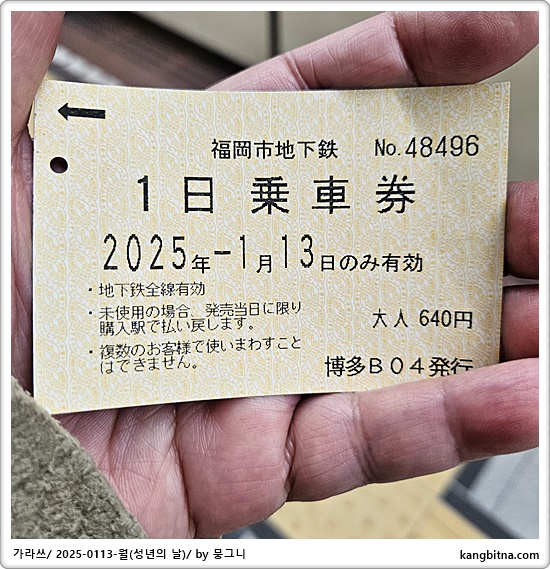 ←
福岡市地下鉄 No.48496
1日乗車券
2025年-1月13日のみ有効
・地下鉄全線有効
・未使用の場合、発売当日に限り
購入駅で払い戻します。
大人 640円
・複数のお客様で使いまわすこと
はできません。
博多B04発行
가라쓰/ 2025-0113-월(성년의 날)/ by 뭉그니
kangbitna.com